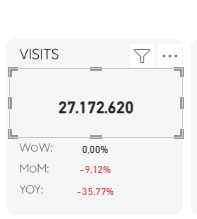 VISITS
27.172.620
WoW: 0,00%
MoM: -9,12%
YOY: -35,77%